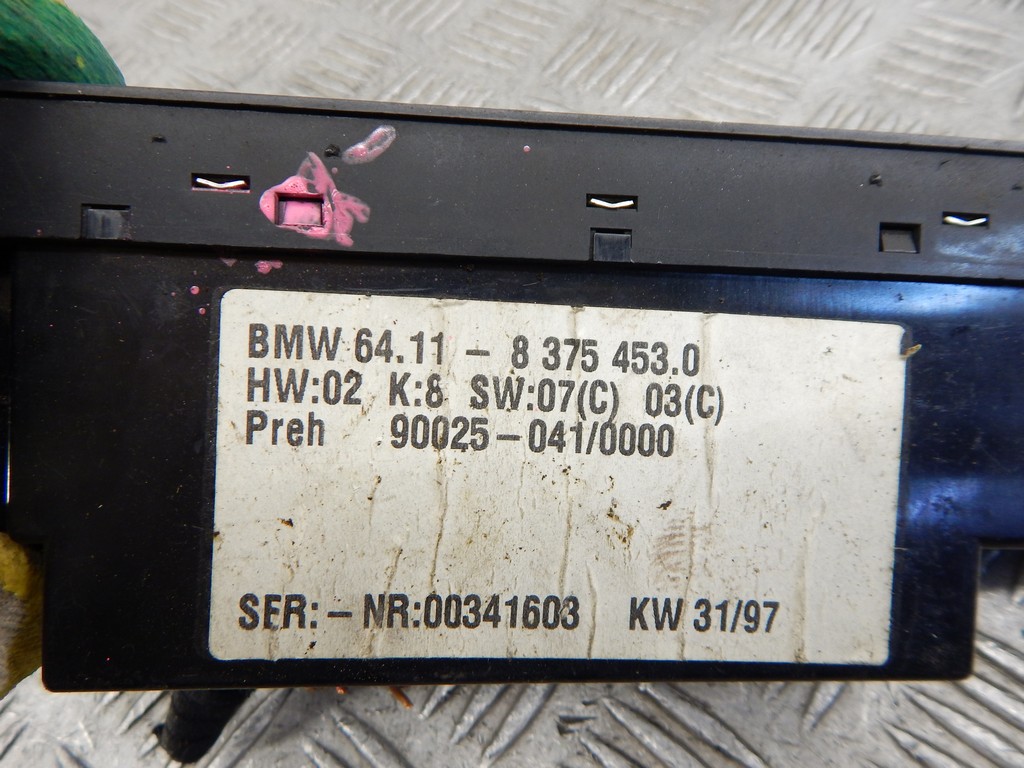 BMW 64.11 - 8 375 453.0
HW:02 K:8 SW:07(C) 03(C)
Preh 90025-041/0000
SER:-NR:00341603 KW 31/97